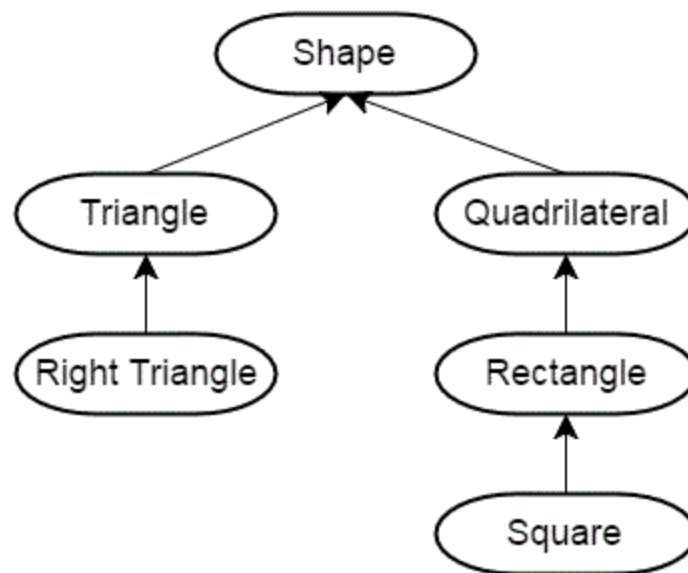 Shape
Triangle
Quadrilateral
Right Triangle
Rectangle
Square